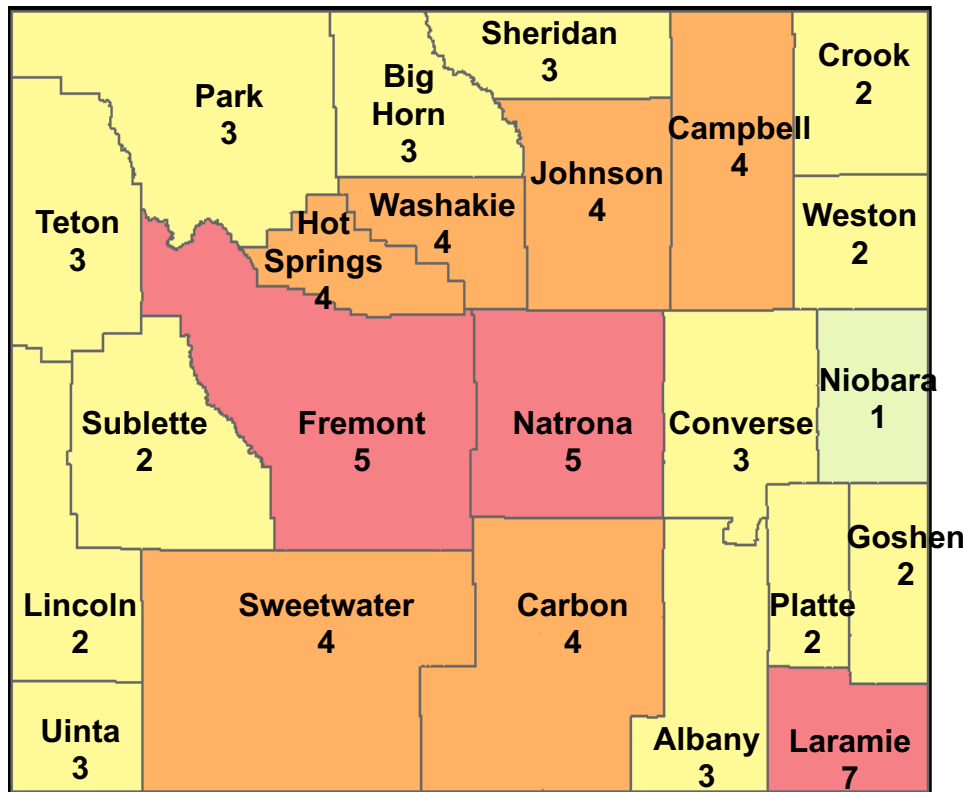 Sheridan
3
Crook
2
Park
3
Big
Horn
3
Campbell
4
Johnson
4
Washakie
4
Weston
2
Teton
3
Hot
Springs
4
Niobara
1
Sublette
2
Fremont
5
Natrona
5
Converse
3
Goshen
2
Lincoln
2
Sweetwater
4
Carbon
4
Platte
2
Uinta
3
Albany
3
Laramie
7